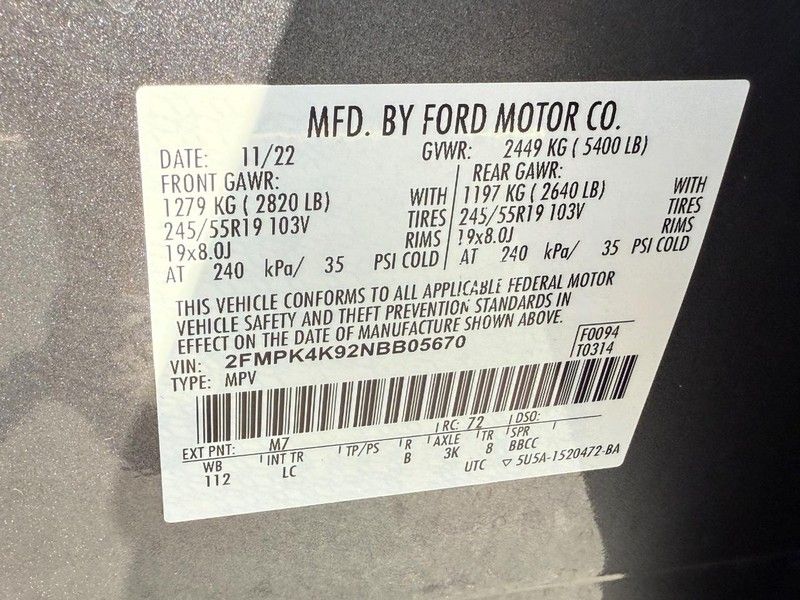 MFD. BY FORD MOTOR CO.
DATE: 11/22 GVWR: 2449 KG ( 5400 LB)
FRONT GAWR: REAR GAWR:
1279 KG ( 2820 LB) WITH 1197 KG ( 2640 LB) WITH
245/55R19 103V TIRES 245/55R19 103V TIRES
19x8.0J RIMS 19x8.0J RIMS
AT 240 kPa/ 35 PSI COLD AT 240 kPa/ 35 PSI COLD
THIS VEHICLE CONFORMS TO ALL APPLICABLE FEDERAL MOTOR
VEHICLE SAFETY AND THEFT PREVENTION STANDARDS IN
EFFECT ON THE DATE OF MANUFACTURE SHOWN ABOVE.
VIN: 2FMPK4K92NBB05670 F0094
TYPE: MPV T0314
EXT PNT: M7 RC: 72 DSO:
WB INT TR TP/PS R AXLE TR SPR
112 LC B 3K 8 BBCC
UTC ▽ 5U5A-1520472-BA